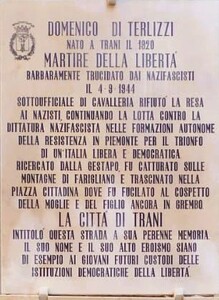 DOMENICO DI TERLIZZI
NATO A TRANI IL 1820
MARTIRE DELLA LIBERTÀ
BARBARAMENTE TRUCIDATO DAI NAZIFASCISTI
IL 4-9-1944
SOTTOUFFICIALE DI CAVALLERIA RIFIUTÒ LA RESA
AI NAZISTI, CONTINUANDO LA LOTTA CONTRO LA
DITTATURA NAZIFASCISTA NELLE FORMAZIONI AUTONOME
DELLA RESISTENZA IN PIEMONTE PER IL TRIONFO
DI UN'ITALIA LIBERA E DEMOCRATICA
RICERCATO DALLA GESTAPO, FU CATTURATO SULLE
MONTAGNE DI FARIGLIANO E TRASCINATO NELLA
PIAZZA CITTADINA DOVE FU FUCILATO AL COSPETTO
DELLA MOGLIE E DEL FIGLIO ANCORA IN GREMBO
LA CITTÀ DI TRANI
INTITOLÒ QUESTA STRADA A SUA PERENNE MEMORIA
IL SUO NOME E IL SUO ALTO EROISMO SIANO
DI ESEMPIO AI GIOVANI FUTURI CUSTODI DELLE
ISTITUZIONI DEMOCRATICHE DELLA LIBERTÀ